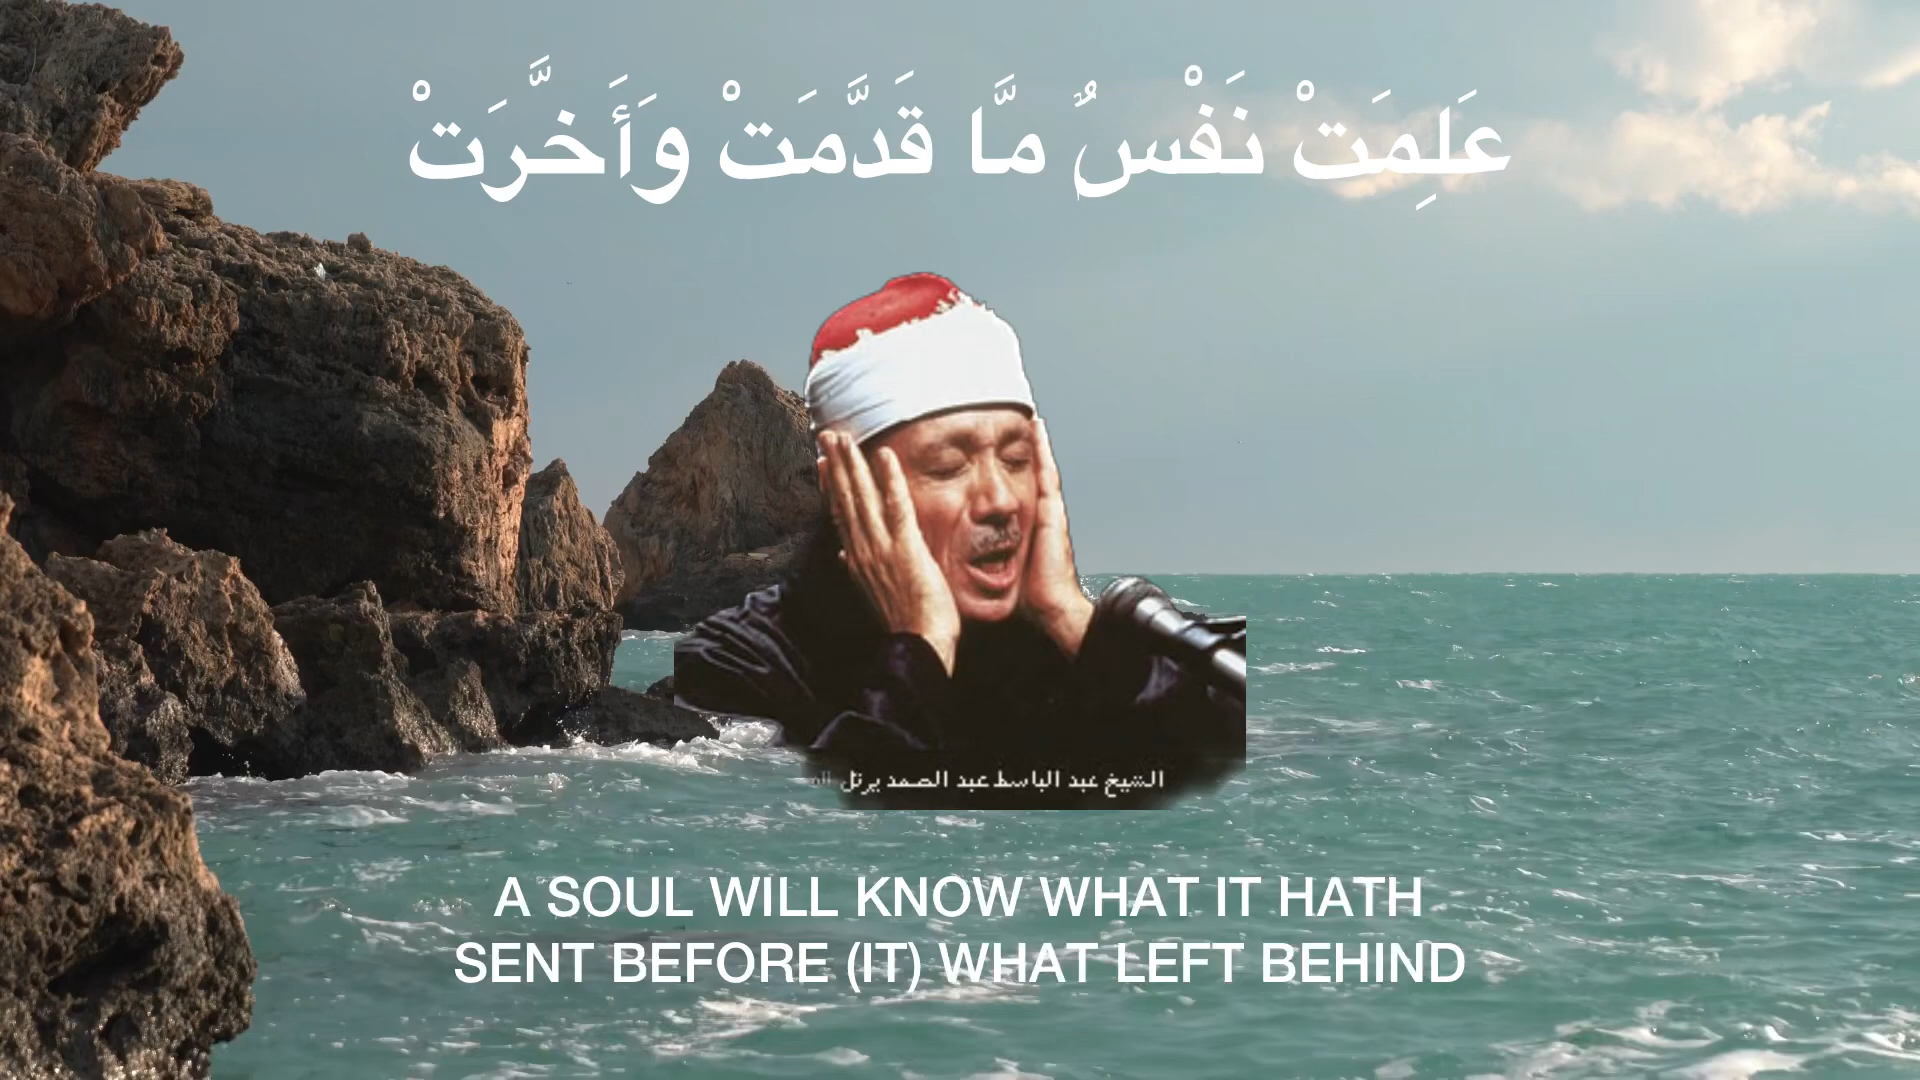 عَلِمَتْ نَفْسٌ مَّا قَدَّمَتْ وَأَخَّرَتْ
الشيخ عبد الباسط عبد الصمد يرتل
A SOUL WILL KNOW WHAT IT HATH
SENT BEFORE (IT) WHAT LEFT BEHIND